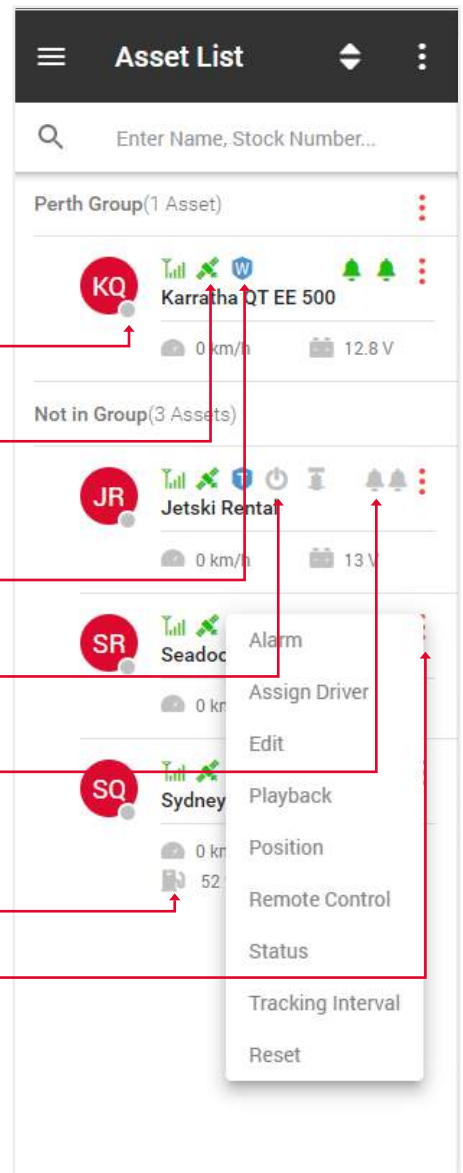 Asset List
Enter Name, Stock Number...
Perth Group(1 Asset)
KQ
W
Karratha QT EE 500
0 km/h
12.8 V
Not in Group(3 Assets)
JR
T
Jetski Rental
0 km/h
13 V
SR
Seadoo
0 km
SQ
Sydney
0 km
52
Alarm
Assign Driver
Edit
Playback
Position
Remote Control
Status
Tracking Interval
Reset